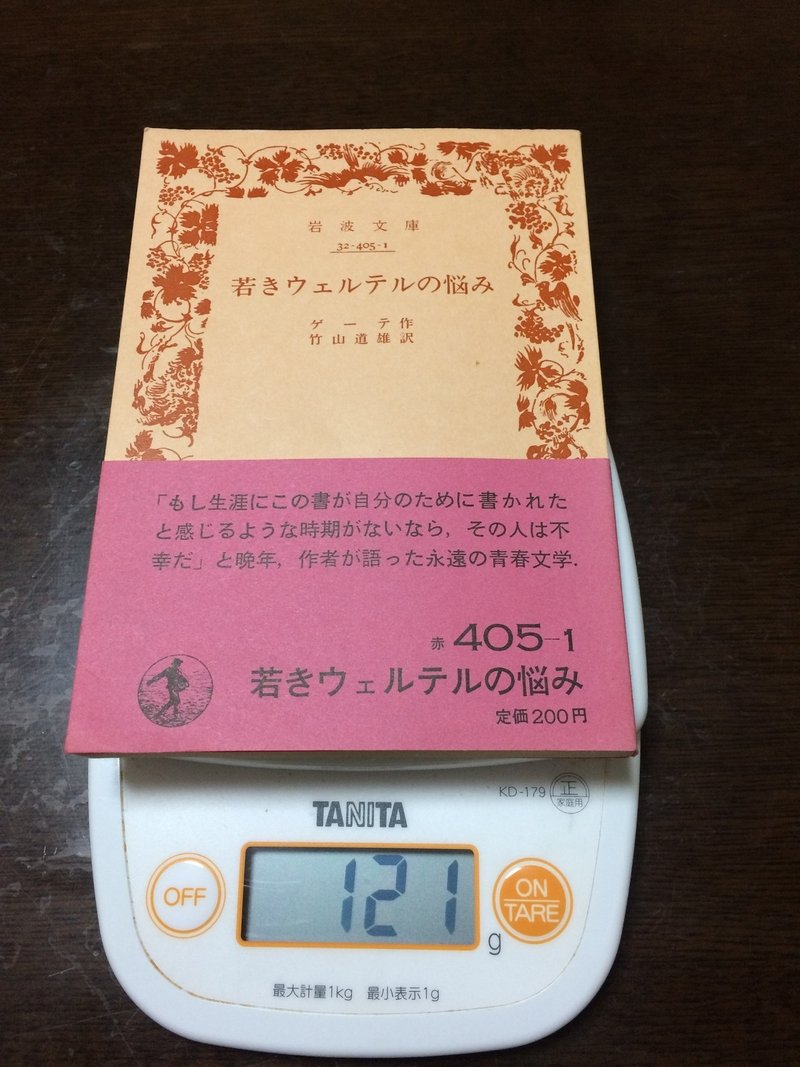 岩波文庫
32-405-1
若きウェルテルの悩み
ゲーテ作
竹山道雄訳
「もし生涯にこの書が自分のために書かれた
と感じるような時期がないなら，その人は不
幸だ」と晩年，作者が語った永遠の青春文学．
赤 405-1
若きウェルテルの悩み
定価200円
KD-179 正
家庭用
TANITA
OFF
121
g
ON
TARE
最大計量1kg 最小表示1g